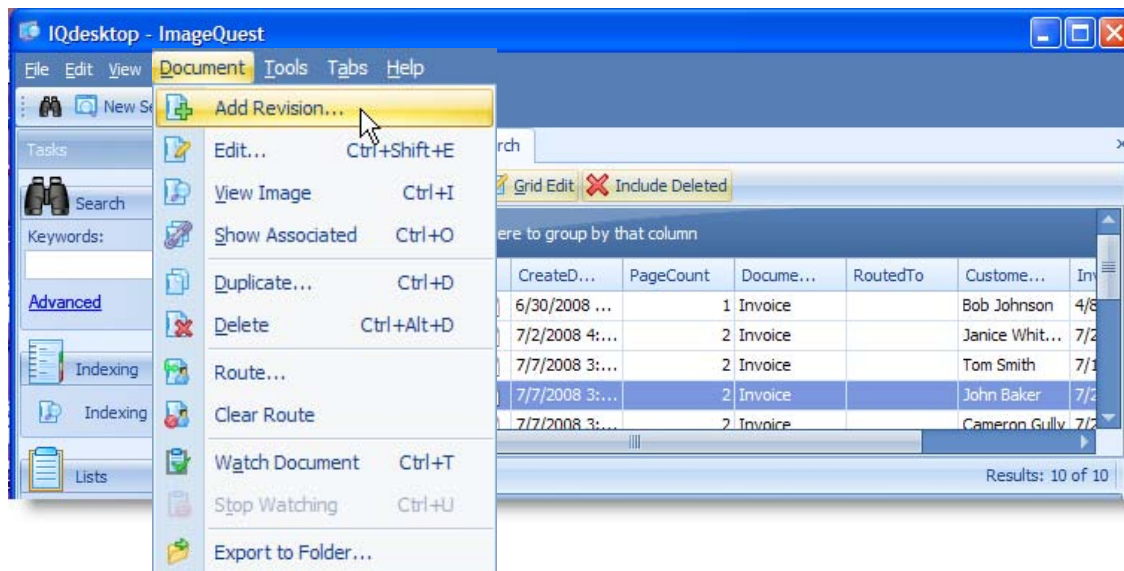 IQdesktop - ImageQuest
File Edit View Document Tools Tabs Help
New Se
Add Revision...
Tasks
Edit... Ctrl+Shift+E
rch
View Image Ctrl+I
Grid Edit Include Deleted
Search
Keywords:
Show Associated Ctrl+O
ere to group by that column
Duplicate... Ctrl+D
CreateD... PageCount Docume... RoutedTo Custome... Inv
Advanced
6/30/2008 ... 1 Invoice Bob Johnson 4/8
Delete Ctrl+Alt+D
7/2/2008 4:... 2 Invoice Janice Whit... 7/2
Indexing
Route...
7/7/2008 3:... 2 Invoice Tom Smith 7/1
7/7/2008 3:... 2 Invoice John Baker 7/2
Indexing
Clear Route
7/7/2008 3:... 2 Invoice Cameron Gully 7/2
Watch Document Ctrl+T
Lists
Results: 10 of 10
Stop Watching Ctrl+U
Export to Folder...